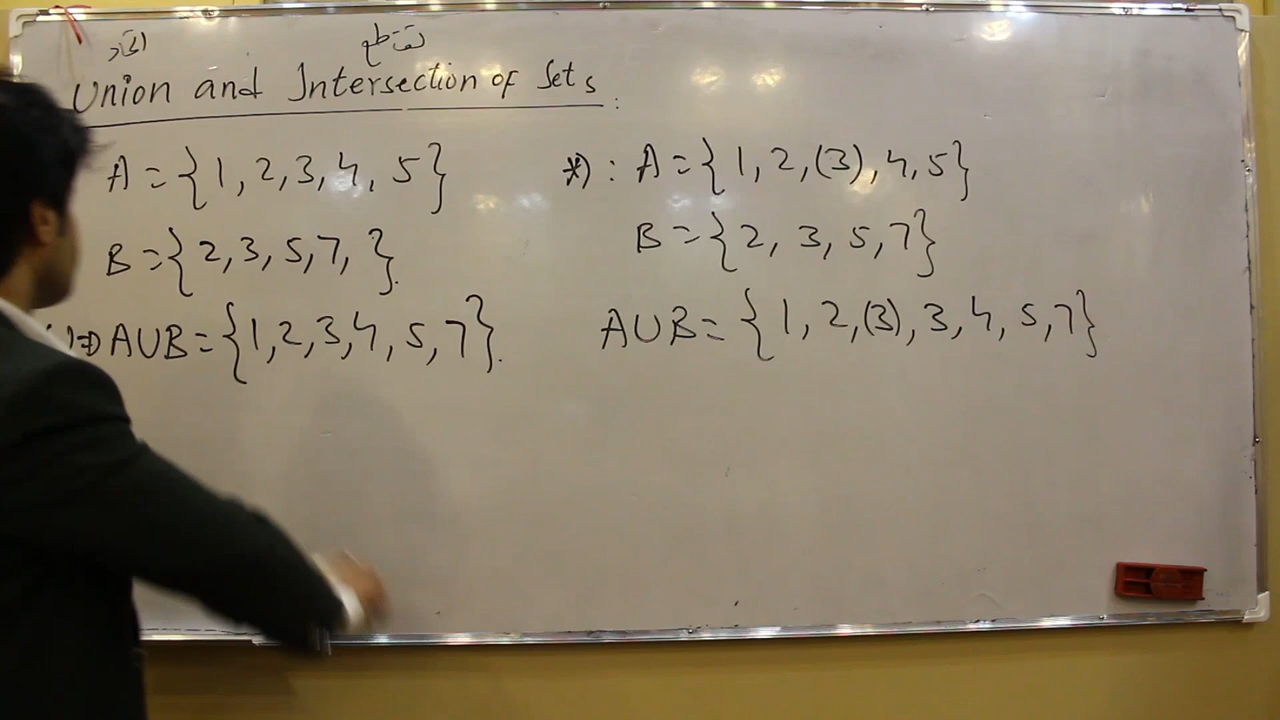 اتحاد تقاطع
Union and Intersection of Sets :
A = {1, 2, 3, 4, 5}
B = {2, 3, 5, 7, }.
⇒ A∪B = {1, 2, 3, 4, 5, 7}.
*) : A = {1, 2, (3), 4, 5}
B = {2, 3, 5, 7}
A∪B = {1, 2, (3), 3, 4, 5, 7}